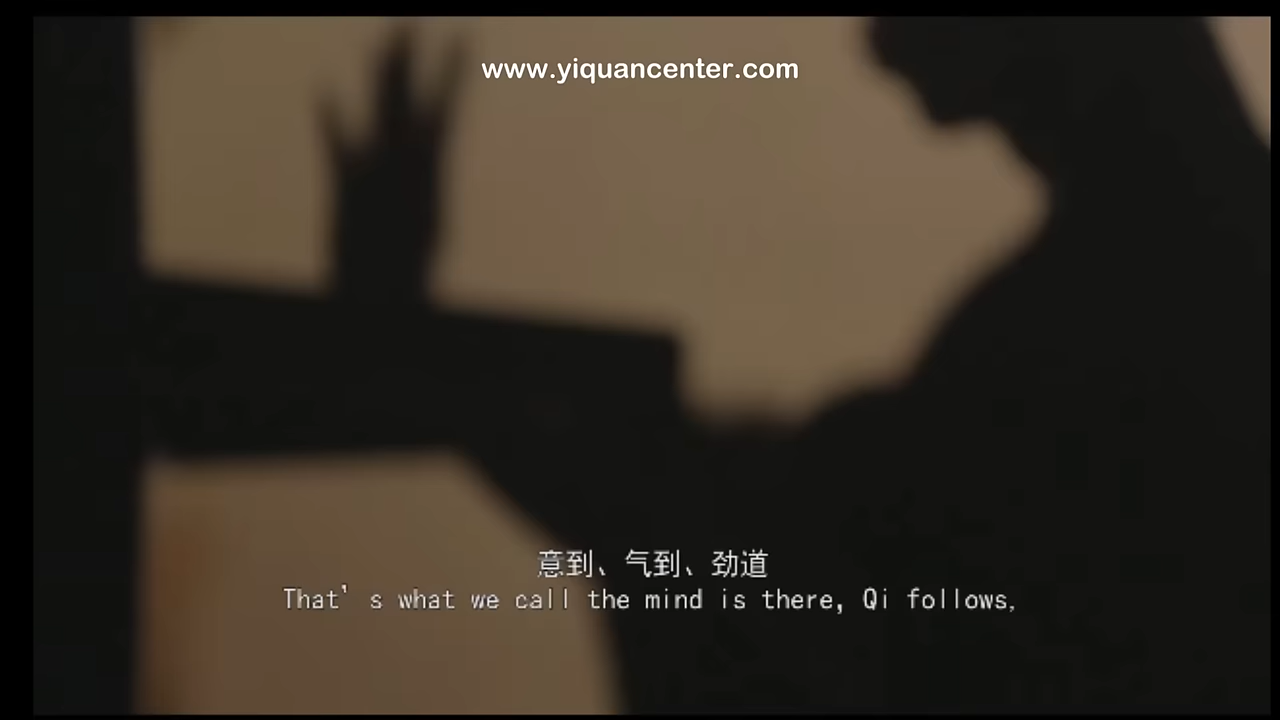 www.yiquancenter.com
意到、气到、劲道
That's what we call the mind is there, Qi follows,